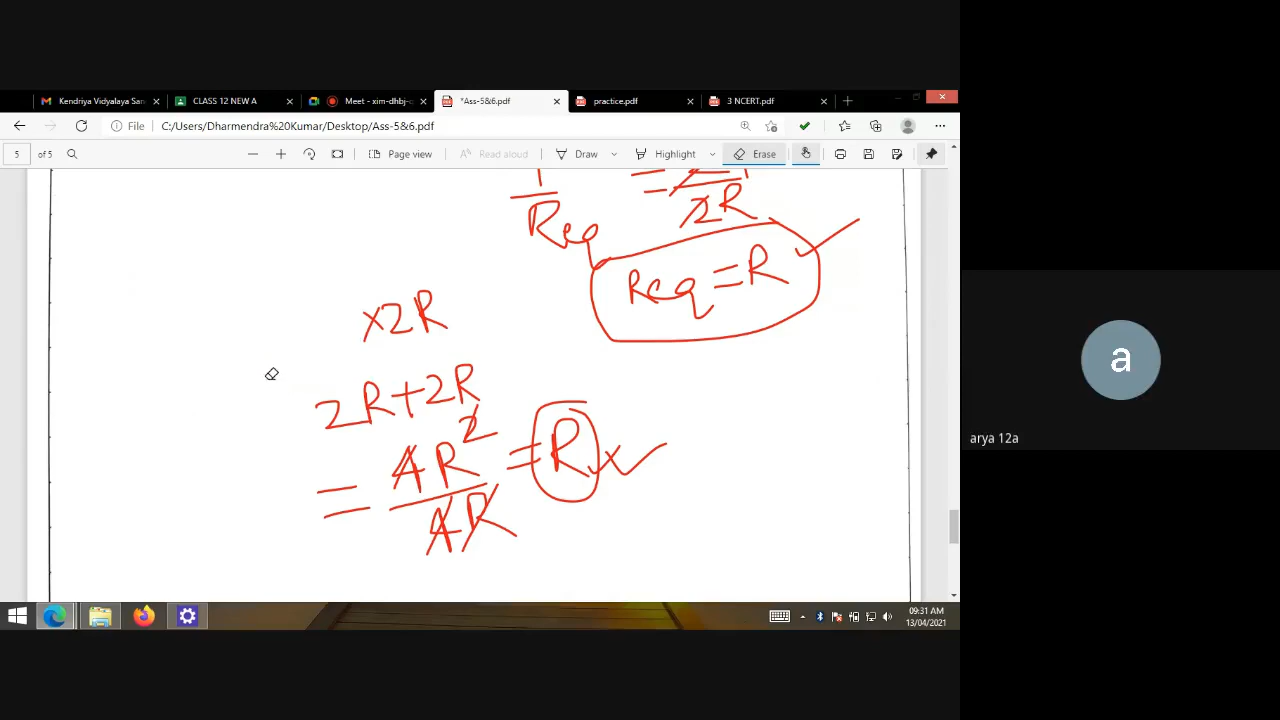 Kendriya Vidyalaya San
CLASS 12 NEW A
Meet - xim-dhbj-
*Ass-5&6.pdf
practice.pdf
3 NCERT.pdf
File
C:/Users/Dharmendra%20Kumar/Desktop/Ass-5&6.pdf
5 of 5
Page view
Read aloud
Draw
Highlight
Erase
1/Req = /2R
Req = R
×2R
2R+2R
= 4R²/4R = R
a
arya 12a
09:31 AM
13/04/2021